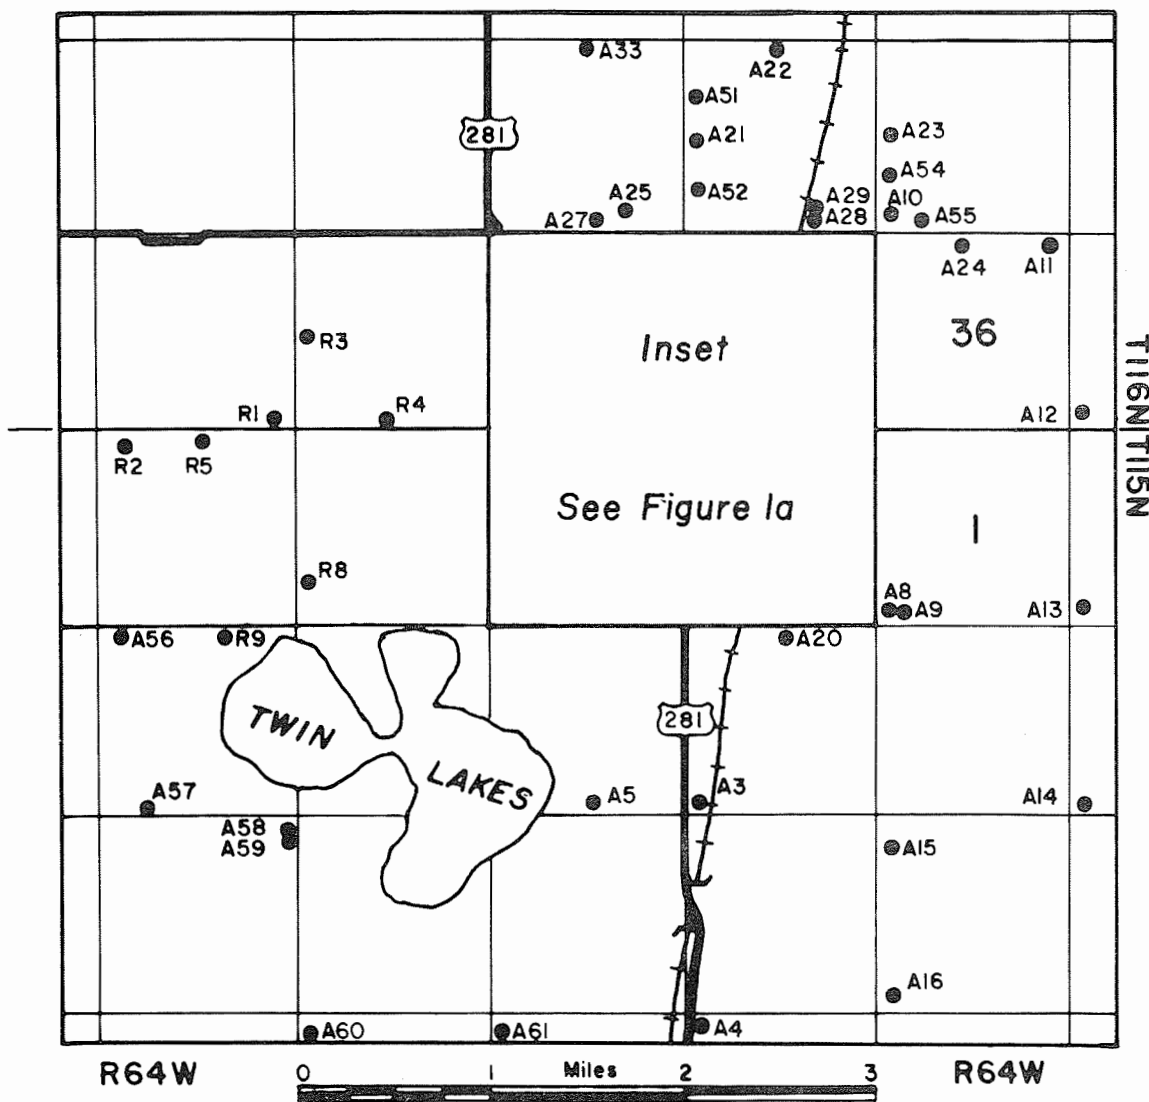 A33
A22
A51
281
A21
A23
A54
A52
A29
A10
A25
A27
A28
A55
A24
A11
R3
Inset
36
R1
R4
A12
R2
R5
T116N T115N
See Figure 1a
1
R8
A8
A9
A13
A56
R9
A20
TWIN
LAKES
281
A57
A5
A3
A14
A58
A59
A15
A16
A60
A61
A4
R64W
0
1
Miles
2
3
R64W